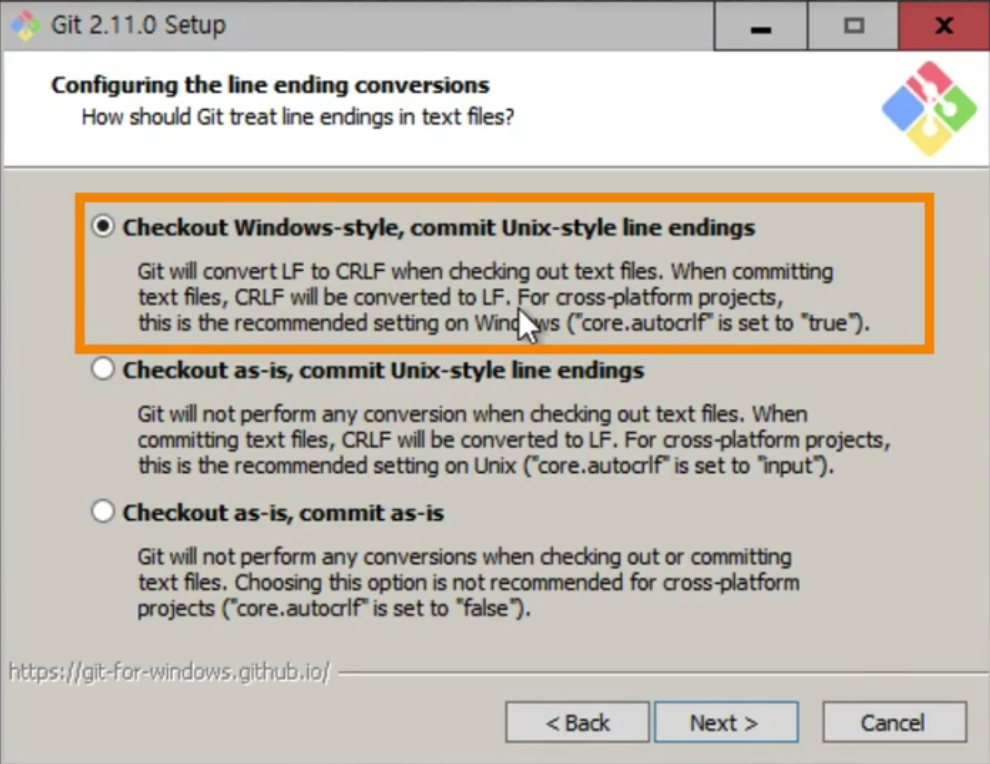 Git 2.11.0 Setup
Configuring the line ending conversions
How should Git treat line endings in text files?
Checkout Windows-style, commit Unix-style line endings
Git will convert LF to CRLF when checking out text files. When committing
text files, CRLF will be converted to LF. For cross-platform projects,
this is the recommended setting on Windows ("core.autocrlf" is set to "true").
Checkout as-is, commit Unix-style line endings
Git will not perform any conversion when checking out text files. When
committing text files, CRLF will be converted to LF. For cross-platform projects,
this is the recommended setting on Unix ("core.autocrlf" is set to "input").
Checkout as-is, commit as-is
Git will not perform any conversions when checking out or committing
text files. Choosing this option is not recommended for cross-platform
projects ("core.autocrlf" is set to "false").
https://git-for-windows.github.io/
< Back Next > Cancel